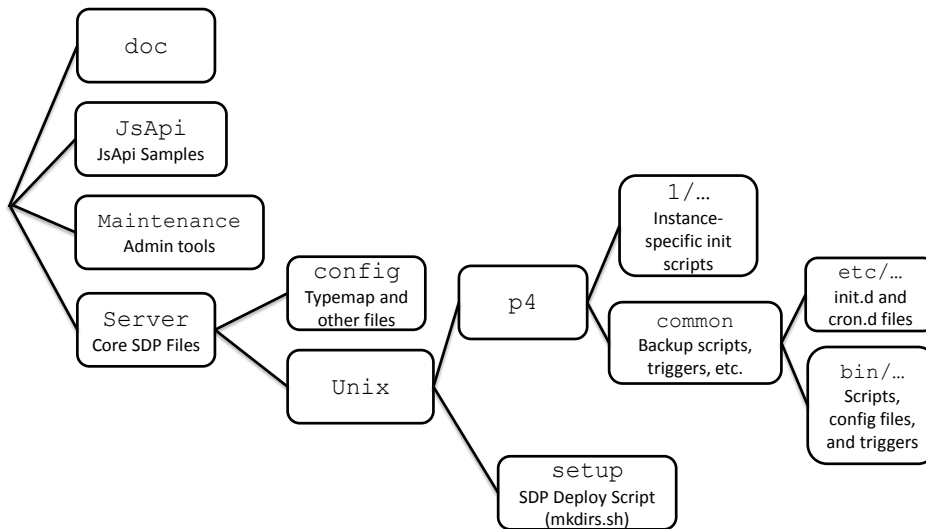 doc
JsApi
JsApi Samples
Maintenance
Admin tools
Server
Core SDP Files
config
Typemap and
other files
Unix
p4
setup
SDP Deploy Script
(mkdirs.sh)
1/…
Instance-
specific init
scripts
common
Backup scripts,
triggers, etc.
etc/…
init.d and
cron.d files
bin/…
Scripts,
config files,
and triggers